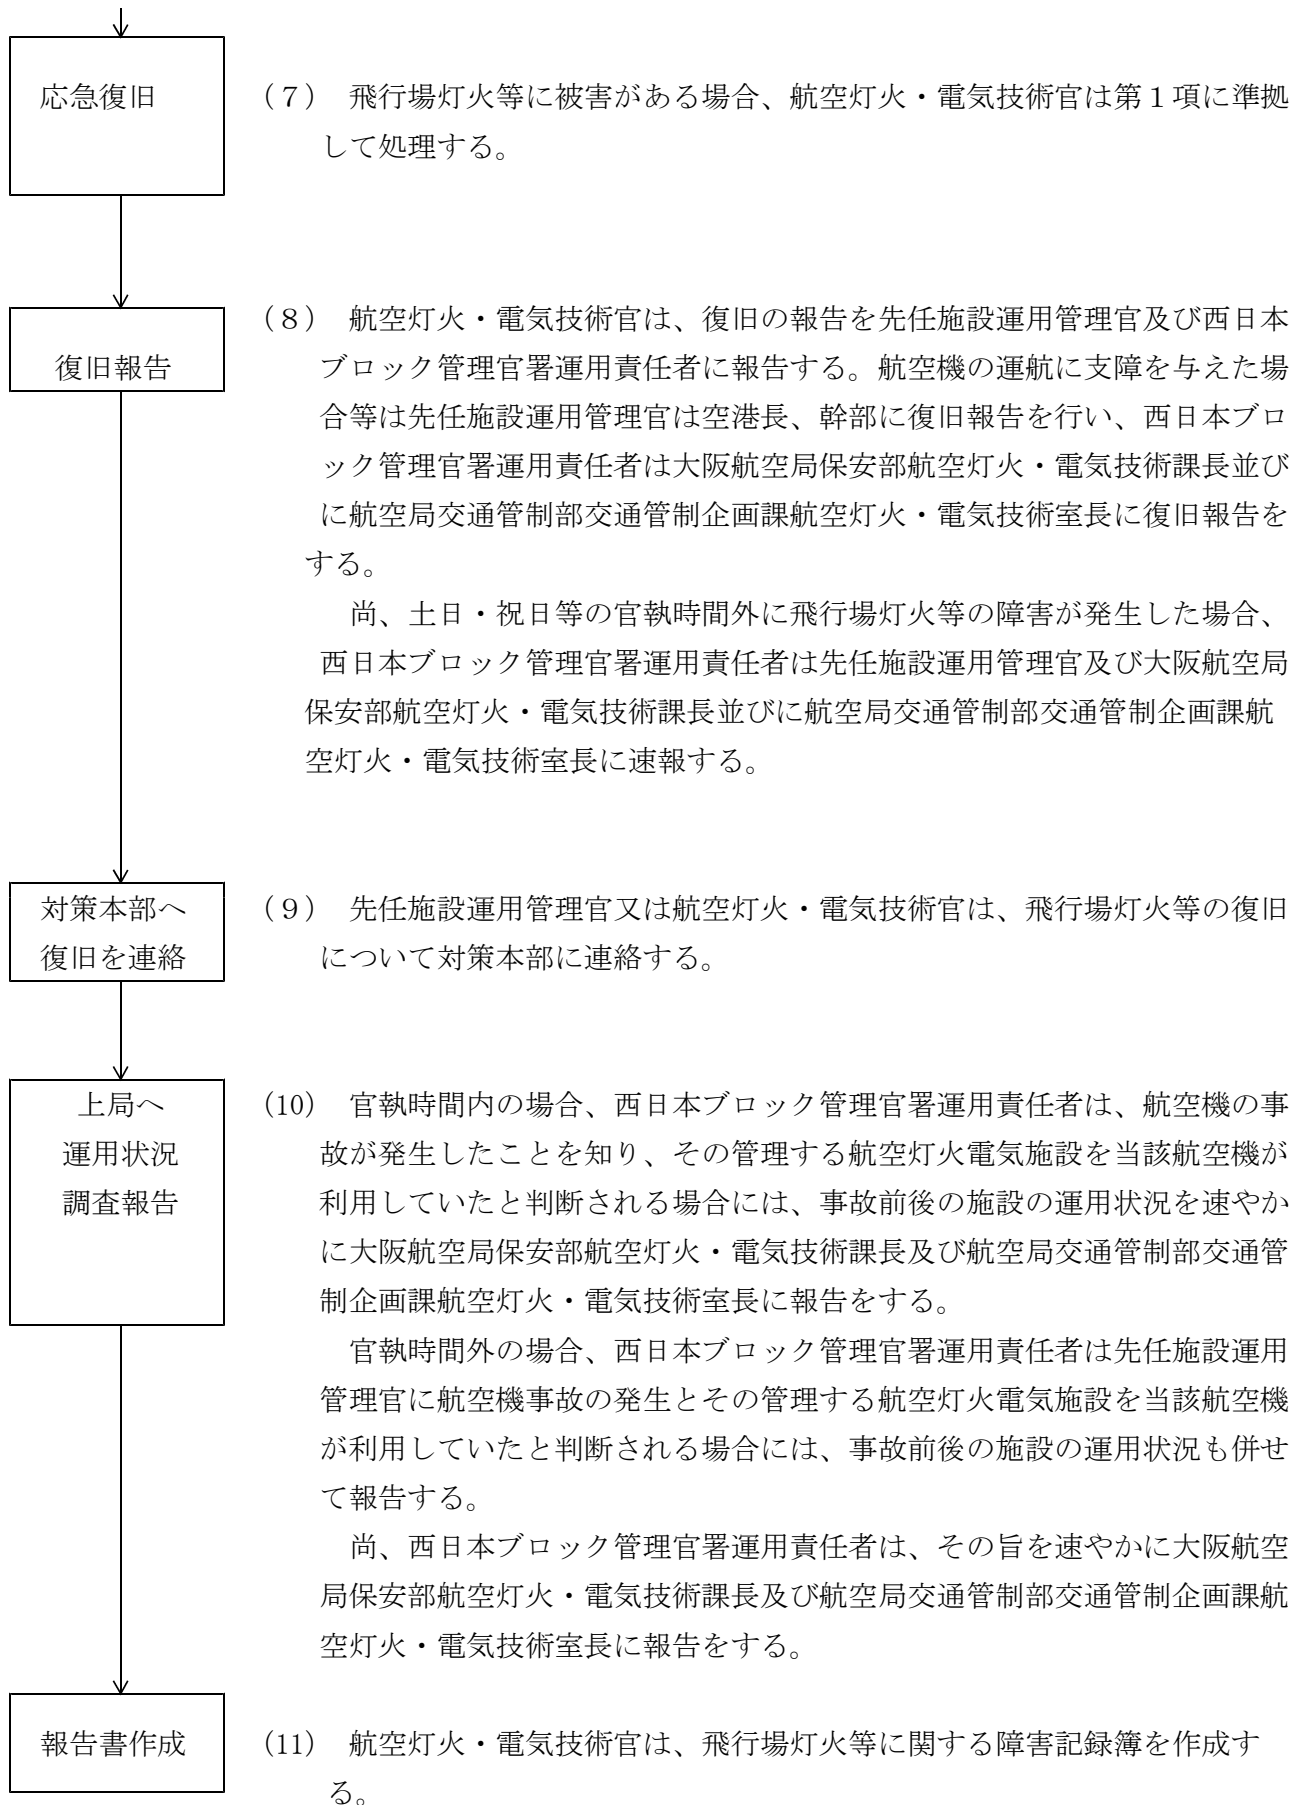 応急復旧
(７)　飛行場灯火等に被害がある場合、航空灯火・電気技術官は第１項に準拠
して処理する。
復旧報告
(８)　航空灯火・電気技術官は、復旧の報告を先任施設運用管理官及び西日本
ブロック管理官署運用責任者に報告する。航空機の運航に支障を与えた場
合等は先任施設運用管理官は空港長、幹部に復旧報告を行い、西日本ブロ
ック管理官署運用責任者は大阪航空局保安部航空灯火・電気技術課長並び
に航空局交通管制部交通管制企画課航空灯火・電気技術室長に復旧報告を
する。
尚、土日・祝日等の官執時間外に飛行場灯火等の障害が発生した場合、
西日本ブロック管理官署運用責任者は先任施設運用管理官及び大阪航空局
保安部航空灯火・電気技術課長並びに航空局交通管制部交通管制企画課航
空灯火・電気技術室長に速報する。
対策本部へ
復旧を連絡
(９)　先任施設運用管理官又は航空灯火・電気技術官は、飛行場灯火等の復旧
について対策本部に連絡する。
上局へ
運用状況
調査報告
(10)　官執時間内の場合、西日本ブロック管理官署運用責任者は、航空機の事
故が発生したことを知り、その管理する航空灯火電気施設を当該航空機が
利用していたと判断される場合には、事故前後の施設の運用状況を速やか
に大阪航空局保安部航空灯火・電気技術課長及び航空局交通管制部交通管
制企画課航空灯火・電気技術室長に報告をする。
官執時間外の場合、西日本ブロック管理官署運用責任者は先任施設運用
管理官に航空機事故の発生とその管理する航空灯火電気施設を当該航空機
が利用していたと判断される場合には、事故前後の施設の運用状況も併せ
て報告する。
尚、西日本ブロック管理官署運用責任者は、その旨を速やかに大阪航空
局保安部航空灯火・電気技術課長及び航空局交通管制部交通管制企画課航
空灯火・電気技術室長に報告をする。
報告書作成
(11)　航空灯火・電気技術官は、飛行場灯火等に関する障害記録簿を作成す
る。